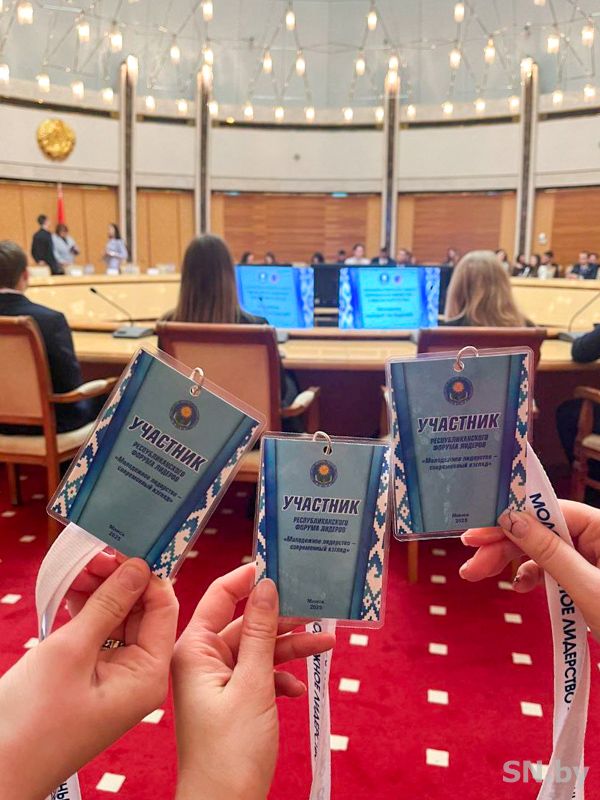 УЧАСТНИК
РЕСПУБЛИКАНСКОГО
ФОРУМА ЛИДЕРОВ
«Молодежное лидерство –
современный взгляд»
Минск
2025
УЧАСТНИК
РЕСПУБЛИКАНСКОГО
ФОРУМА ЛИДЕРОВ
«Молодежное лидерство –
современный взгляд»
Минск
2025
УЧАСТНИК
РЕСПУБЛИКАНСКОГО
ФОРУМА ЛИДЕРОВ
«Молодежное лидерство –
современный взгляд»
Минск
2025
ЖНОЕ ЛИДЕРСТВО
SN.by